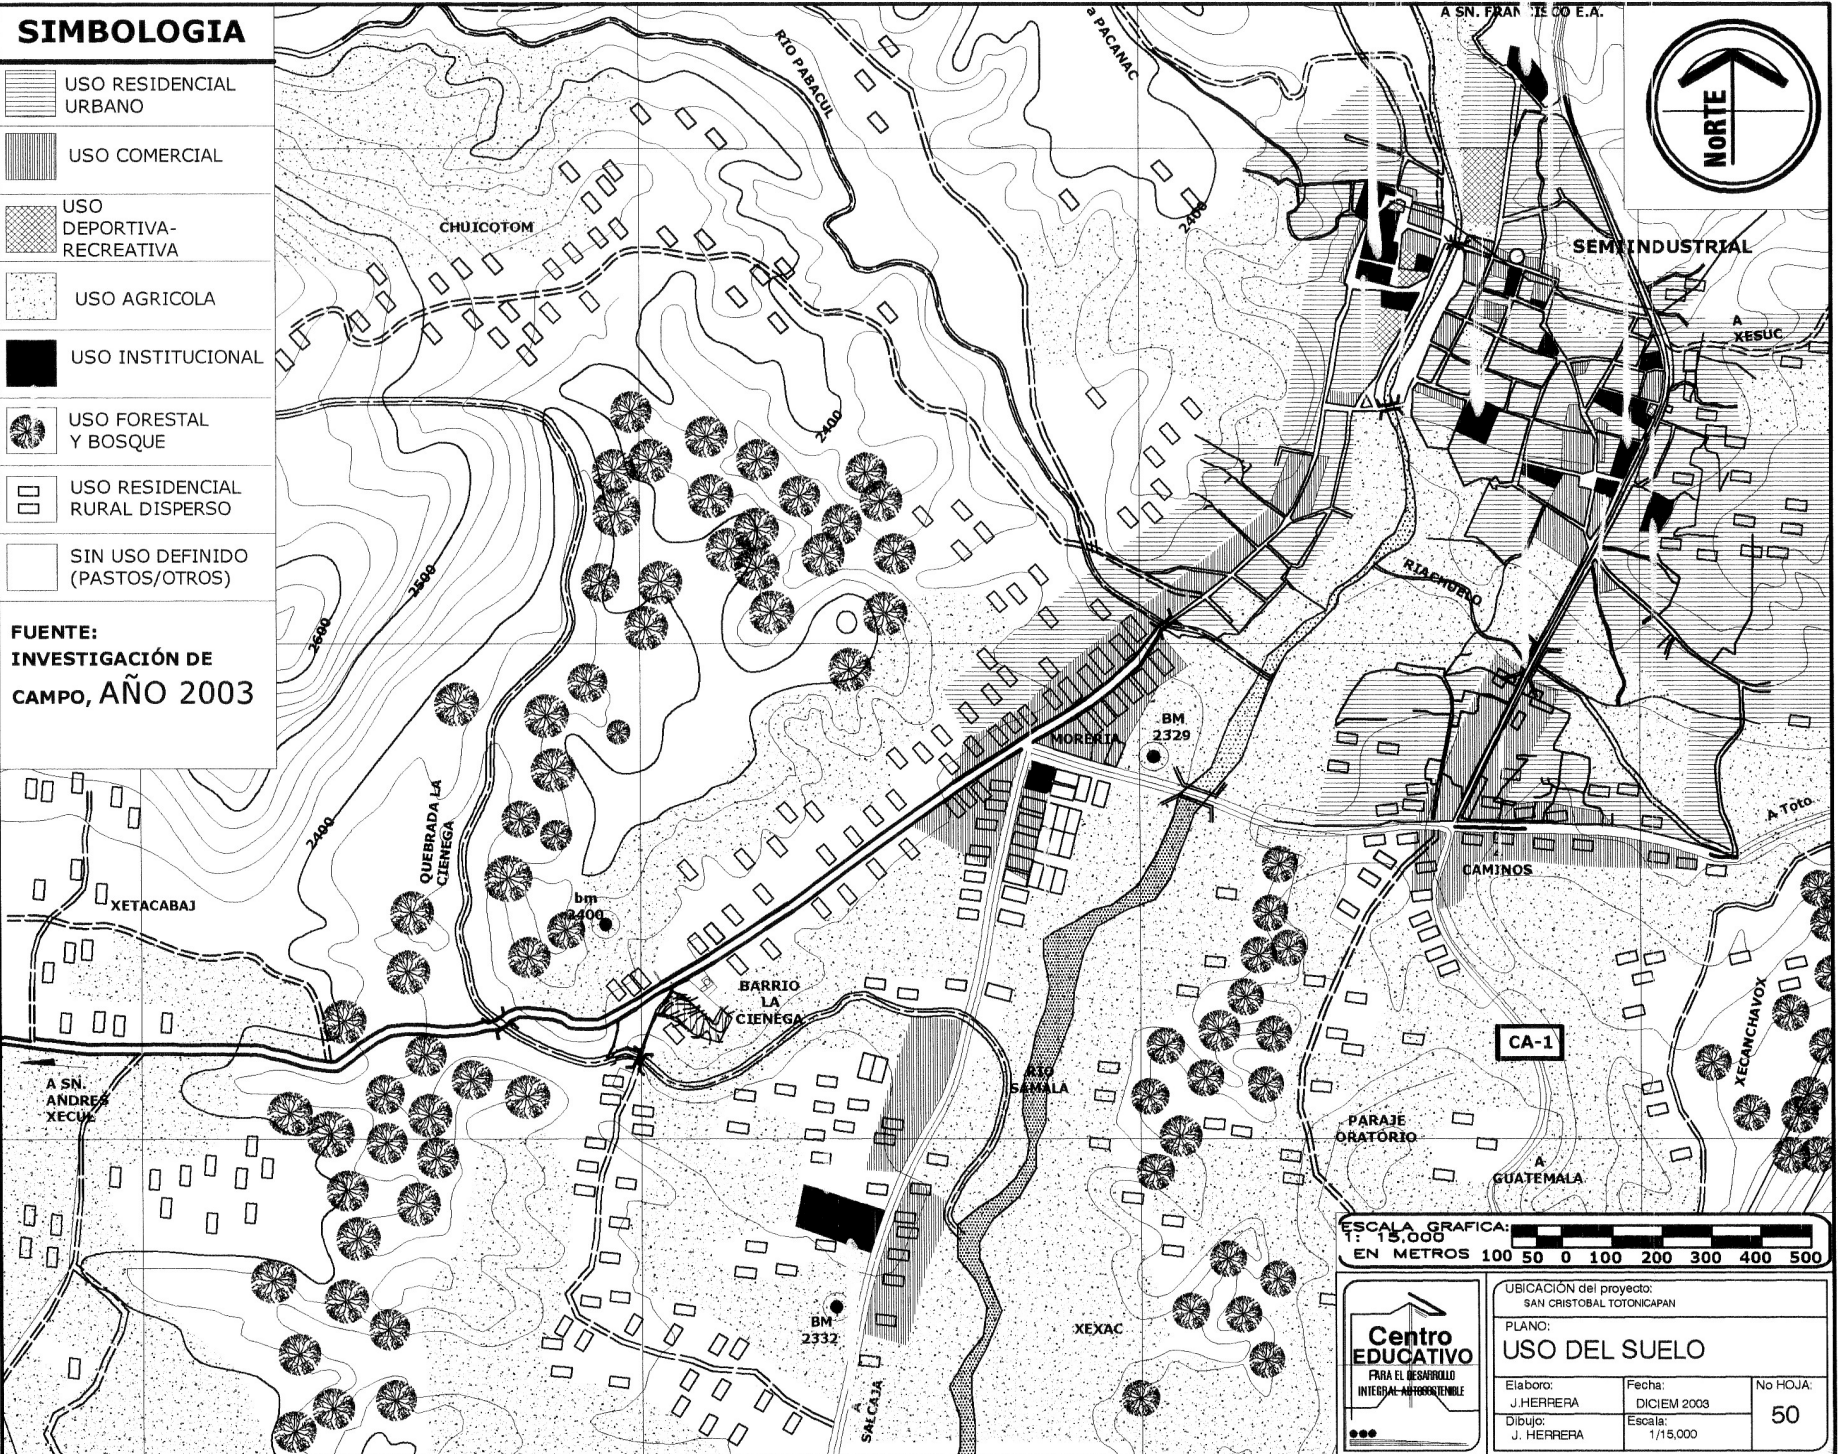 SIMBOLOGIA
USO RESIDENCIAL
URBANO
USO COMERCIAL
USO
DEPORTIVA-
RECREATIVA
USO AGRICOLA
USO INSTITUCIONAL
USO FORESTAL
Y BOSQUE
USO RESIDENCIAL
RURAL DISPERSO
SIN USO DEFINIDO
(PASTOS/OTROS)
FUENTE:
INVESTIGACIÓN DE
CAMPO, AÑO 2003
A SN. FRANCISCO E.A.
a PACANAC
RIO PABACUL
NORTE
CHUICOTOM
2400
SEMIINDUSTRIAL
A
XESUC
2400
2500
2600
2400
RIACHUELO
BM
2329
MORERIA
QUEBRADA LA
CIENEGA
A Toto
CAMINOS
bm
2400
XETACABAJ
BARRIO
LA
CIENEGA
XECANCHAVOX
CA-1
A SN.
ANDRES
XECUL
RIO
SAMALA
PARAJE
ORATORIO
A
GUATEMALA
BM
2332
XEXAC
A
SALCAJA
ESCALA GRAFICA:
1: 15,000
EN METROS 100 50 0 100 200 300 400 500
Centro
EDUCATIVO
PARA EL DESARROLLO
INTEGRAL AUTOSOSTENIBLE
UBICACIÓN del proyecto:
SAN CRISTOBAL TOTONICAPAN
PLANO:
USO DEL SUELO
Elaboro:
J.HERRERA
Fecha:
DICIEM 2003
No HOJA:
50
Dibujo:
J. HERRERA
Escala:
1/15,000